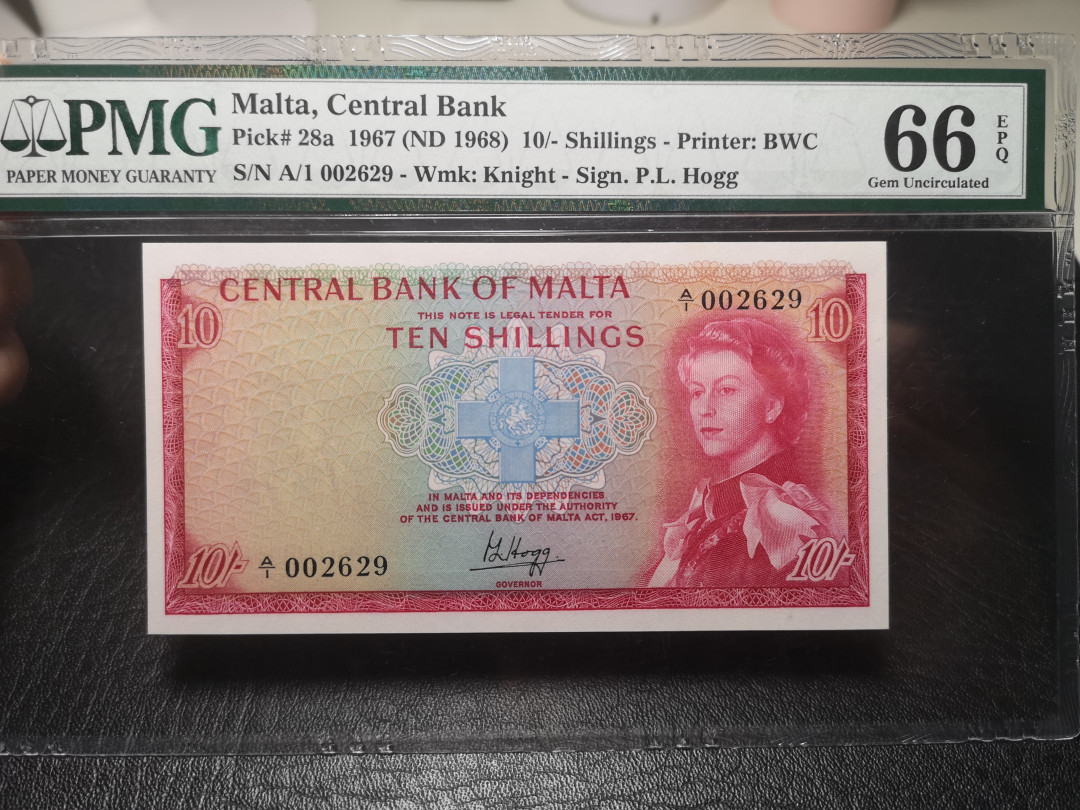 PMG
PAPER MONEY GUARANTY
Malta, Central Bank
Pick# 28a 1967 (ND 1968) 10/- Shillings - Printer: BWC
S/N A/1 002629 - Wmk: Knight - Sign. P.L. Hogg
66 EPQ
Gem Uncirculated
CENTRAL BANK OF MALTA
A/1 002629
10
THIS NOTE IS LEGAL TENDER FOR
10
TEN SHILLINGS
IN MALTA AND ITS DEPENDENCIES
AND IS ISSUED UNDER THE AUTHORITY
OF THE CENTRAL BANK OF MALTA ACT, 1967.
10/- A/1 002629
PL Hogg.
10/-
GOVERNOR